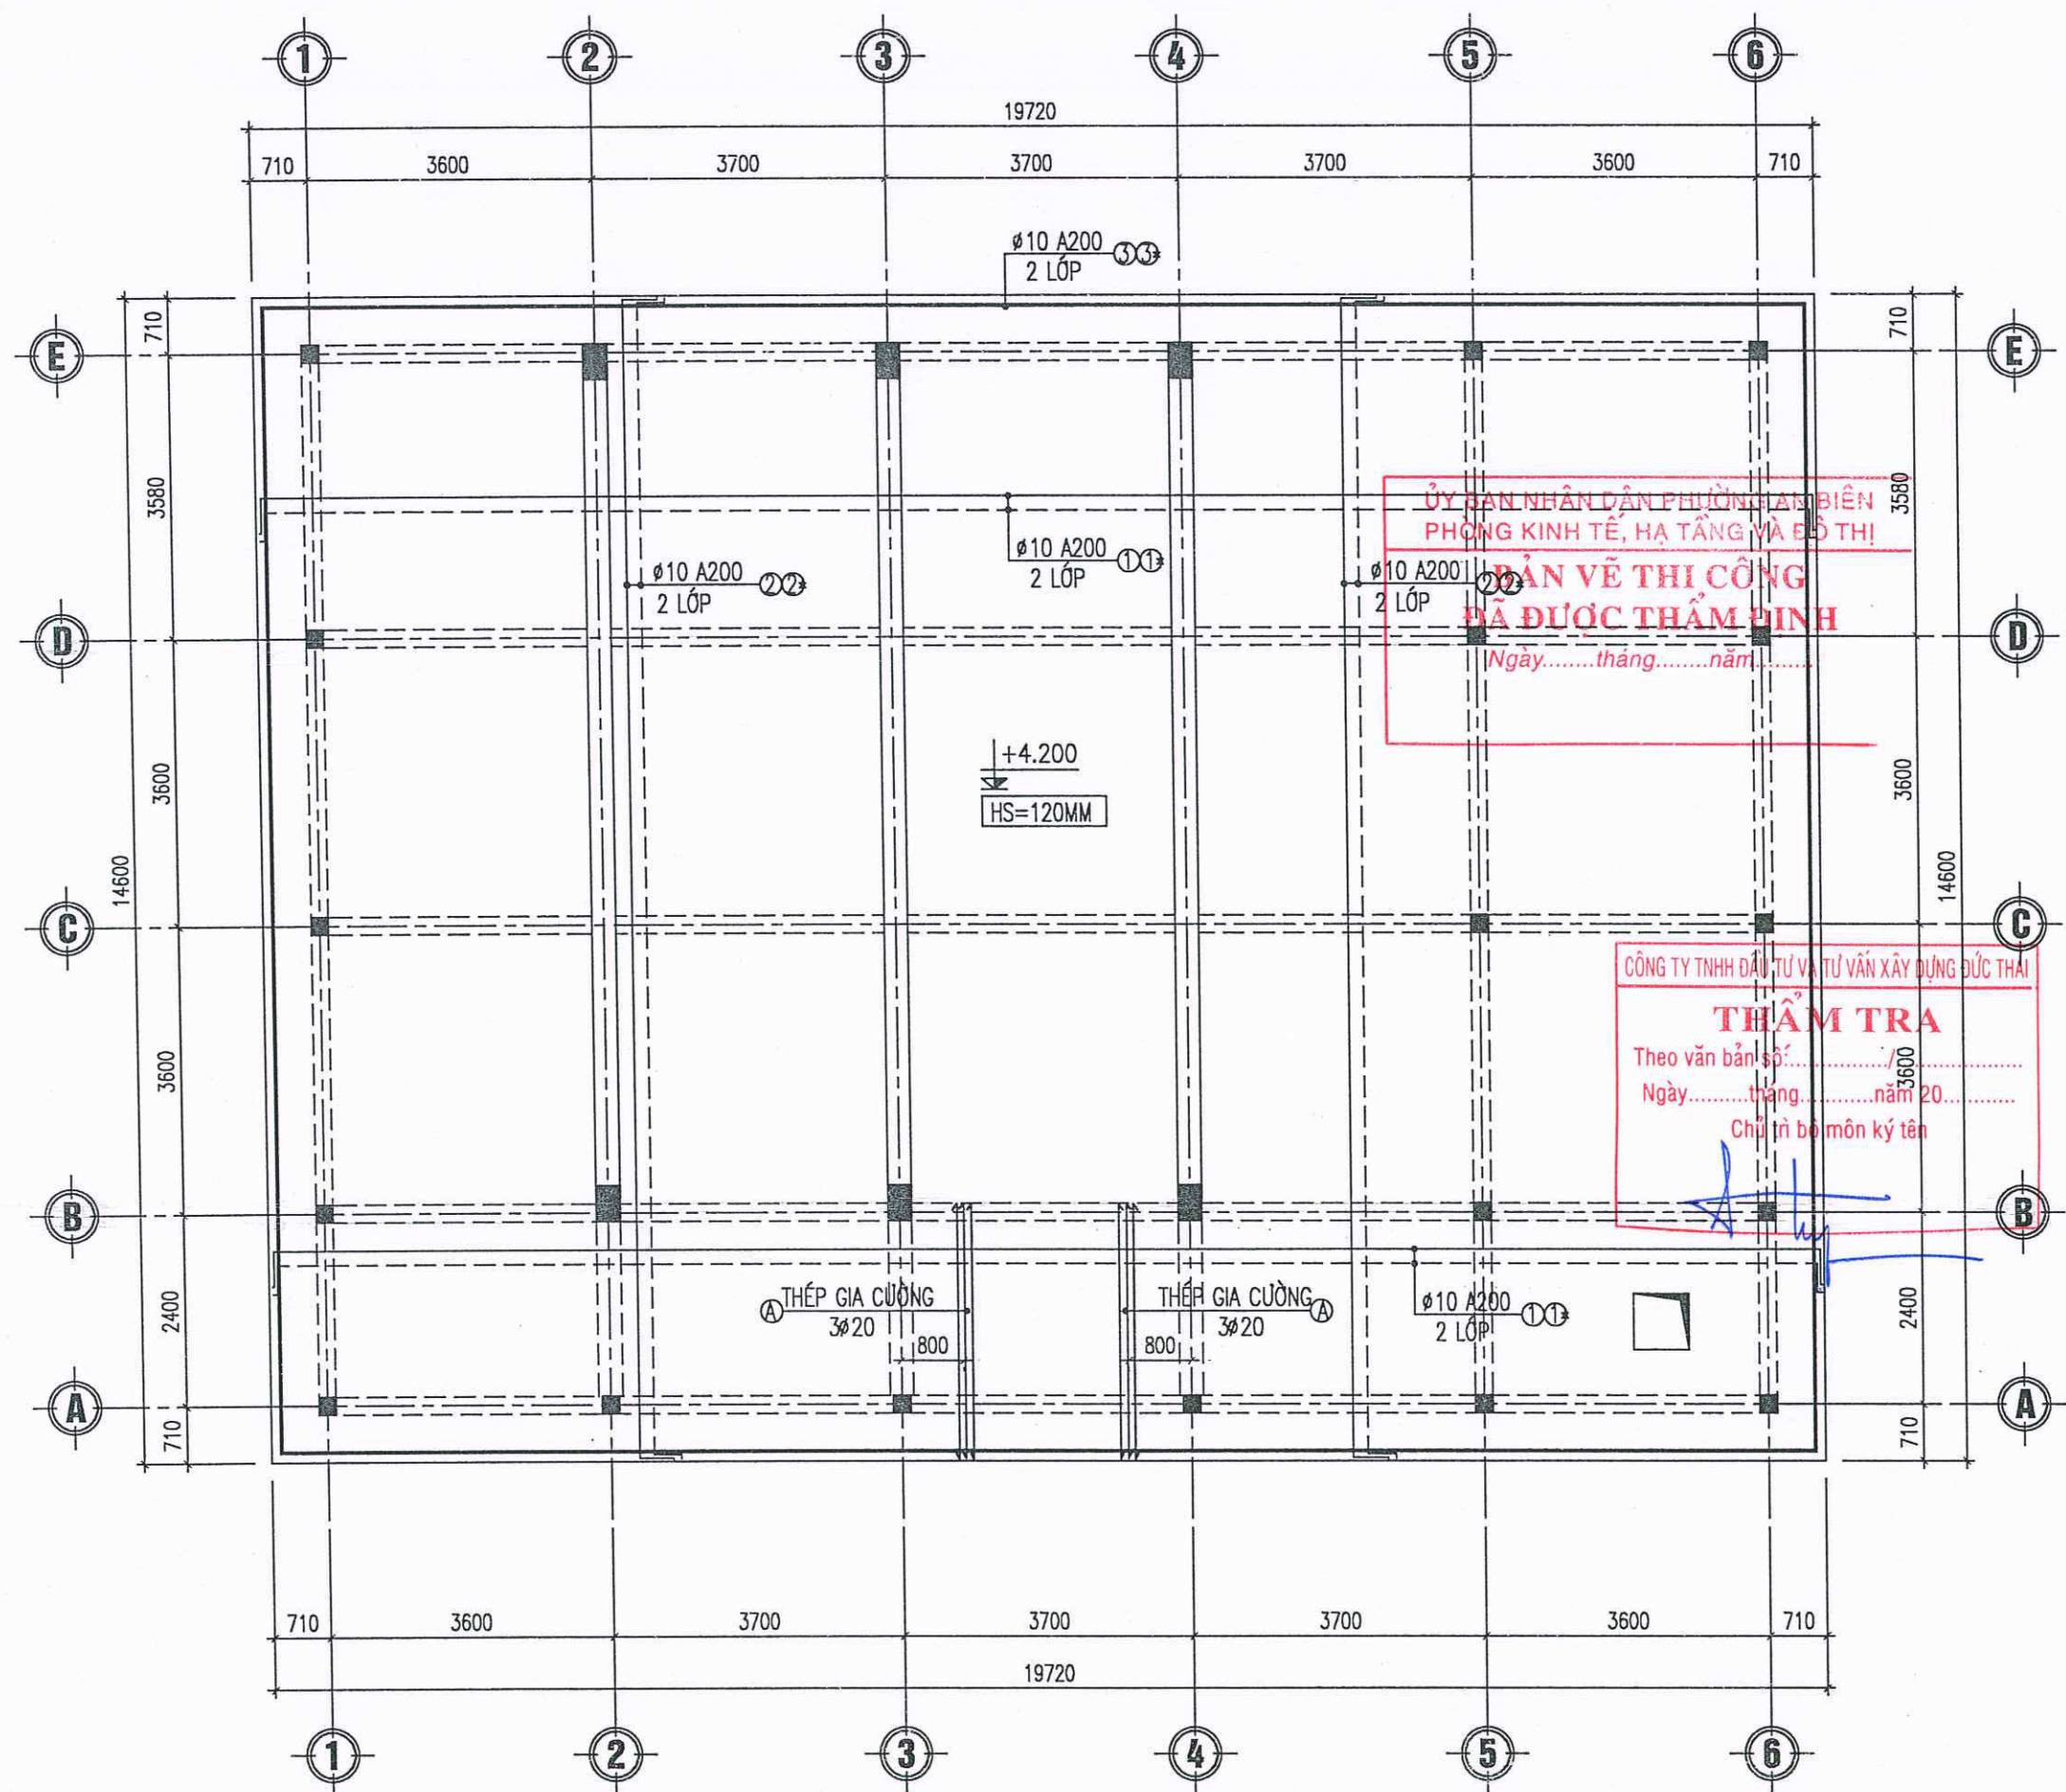 1 2 3 4 5 6
19720
710 3600 3700 3700 3700 3600 710
ø10 A200 3 3*
2 LỚP
E 710 710 E
3580 3580
ỦY BAN NHÂN DÂN PHƯỜNG AN BIÊN
PHÒNG KINH TẾ, HẠ TẦNG VÀ ĐÔ THỊ
BẢN VẼ THI CÔNG
ĐÃ ĐƯỢC THẨM ĐỊNH
Ngày........tháng........năm.........
ø10 A200 1 1*
2 LỚP
ø10 A200 2 2*
2 LỚP
ø10 A200 2 2*
2 LỚP
D D
+4.200
HS=120MM
3600 3600
14600 14600
C C
CÔNG TY TNHH ĐẦU TƯ VÀ TƯ VẤN XÂY DỰNG ĐỨC THÁI
THẨM TRA
Theo văn bản số:................/....................
Ngày..........tháng............năm 20............
Chủ trì bộ môn ký tên
3600 3600
B B
THÉP GIA CƯỜNG
A 3ø20
THÉP GIA CƯỜNG
3ø20 A
ø10 A200 1 1*
2 LỚP
800 800
2400 2400
A A
710 710
710 3600 3700 3700 3700 3600 710
19720
1 2 3 4 5 6